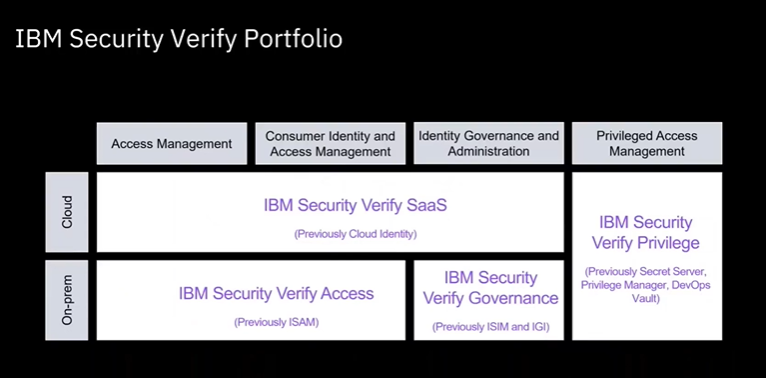 IBM Security Verify Portfolio
Access Management
Consumer Identity and
Access Management
Identity Governance and
Administration
Privileged Access
Management
Cloud
IBM Security Verify SaaS
(Previously Cloud Identity)
IBM Security
Verify Privilege
(Previously Secret Server,
Privilege Manager, DevOps
Vault)
On-prem
IBM Security Verify Access
(Previously ISAM)
IBM Security
Verify Governance
(Previously ISIM and IGI)